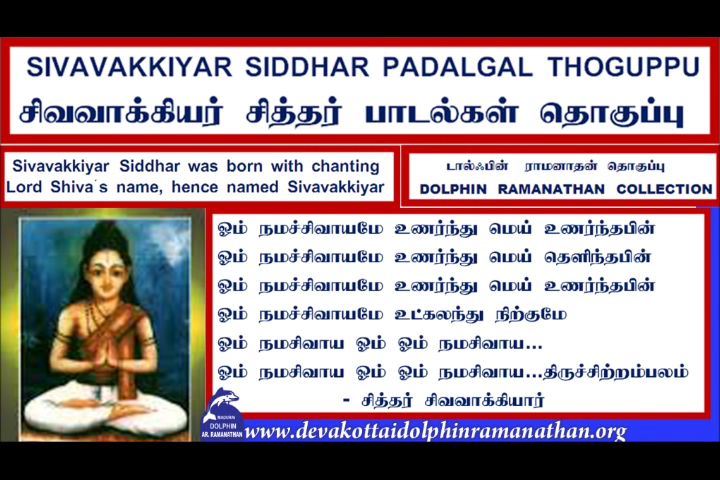 SIVAVAKKIYAR SIDDHAR PADALGAL THOGUPPU
சிவவாக்கியர் சித்தர் பாடல்கள் தொகுப்பு
Sivavakkiyar Siddhar was born with chanting
Lord Shiva's name, hence named Sivavakkiyar
டால்ஃபின் ராமனாதன் தொகுப்பு
DOLPHIN RAMANATHAN COLLECTION
ஓம் நமச்சிவாயமே உணர்ந்து மெய் உணர்ந்தபின்
ஓம் நமச்சிவாயமே உணர்ந்து மெய் தெளிந்தபின்
ஓம் நமச்சிவாயமே உணர்ந்து மெய் உணர்ந்தபின்
ஓம் நமச்சிவாயமே உட்கலந்து நிற்குமே
ஓம் நமசிவாய ஓம் ஓம் நமசிவாய...
ஓம் நமசிவாய ஓம் ஓம் நமசிவாய...திருச்சிற்றம்பலம்
- சித்தர் சிவவாக்கியார்
DOLPHIN
AR. RAMANATHAN
www.devakottaidolphinramanathan.org